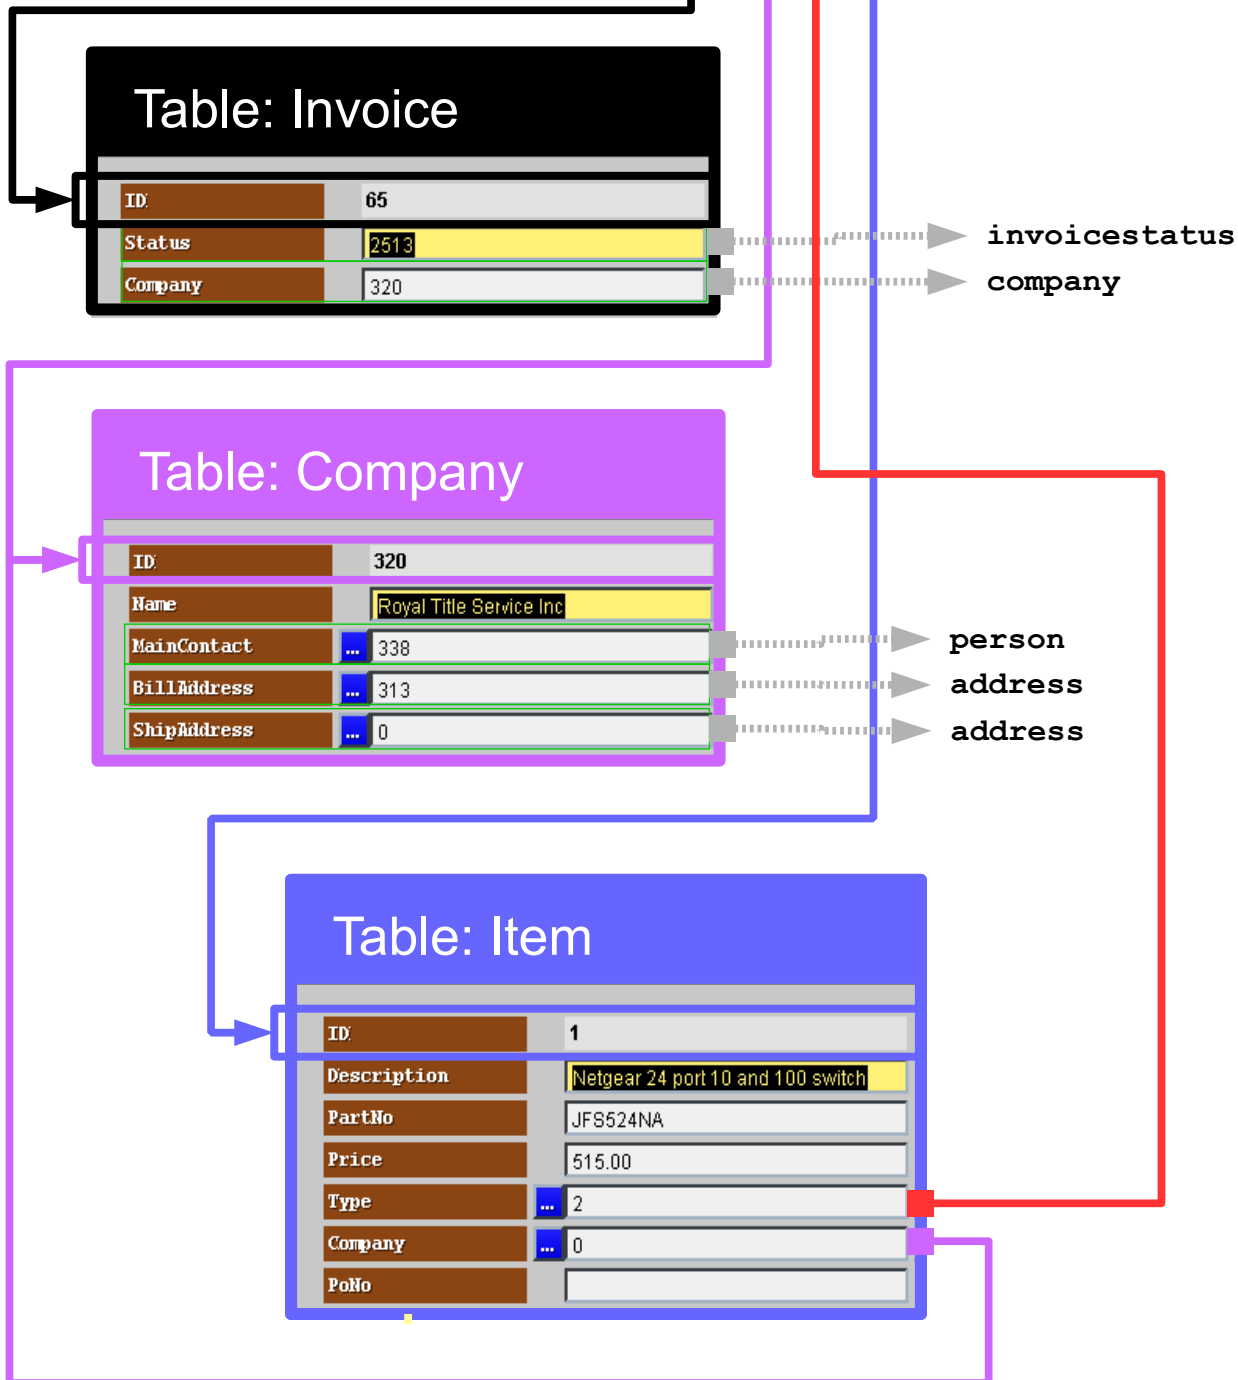 Table: Invoice
ID 65
Status 2513 invoicestatus
Company 320 company
Table: Company
ID 320
Name Royal Title Service Inc
MainContact ... 338 person
BillAddress ... 313 address
ShipAddress ... 0 address
Table: Item
ID 1
Description Netgear 24 port 10 and 100 switch
PartNo JFS524NA
Price 515.00
Type ... 2
Company ... 0
PoNo